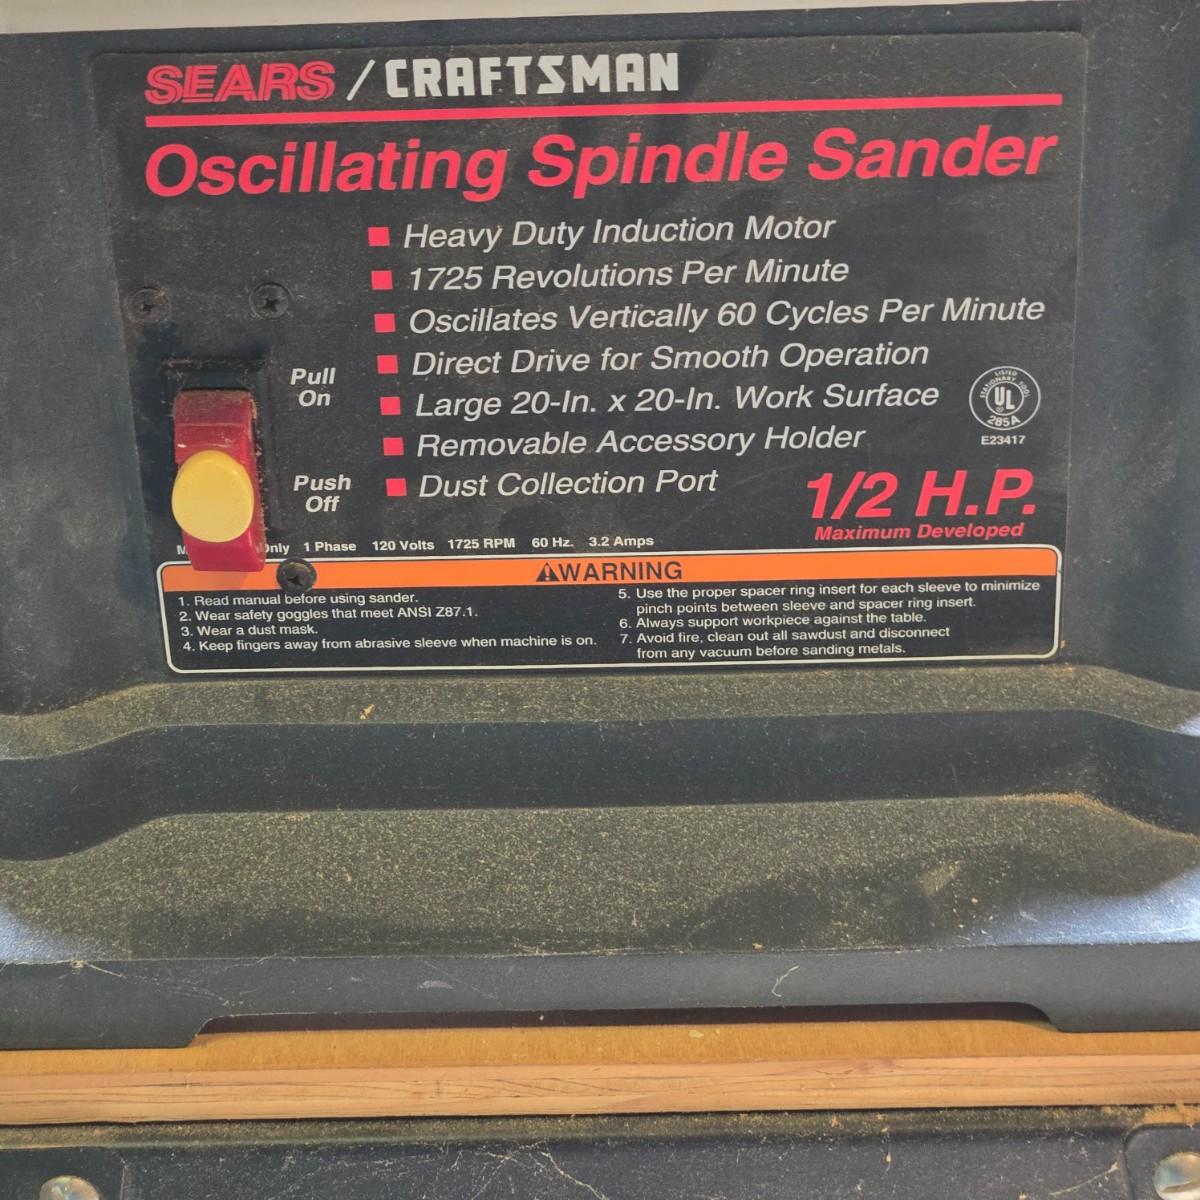 SEARS / CRAFTSMAN
Oscillating Spindle Sander
Heavy Duty Induction Motor
1725 Revolutions Per Minute
Oscillates Vertically 60 Cycles Per Minute
Direct Drive for Smooth Operation
Large 20-In. x 20-In. Work Surface
Removable Accessory Holder
Dust Collection Port
Pull
On
Push
Off
LISTED
STATIONARY TOOL
UL
285A
E23417
1/2 H.P.
Maximum Developed
1 Phase 120 Volts 1725 RPM 60 Hz. 3.2 Amps
WARNING
1. Read manual before using sander.
2. Wear safety goggles that meet ANSI Z87.1.
3. Wear a dust mask.
4. Keep fingers away from abrasive sleeve when machine is on.
5. Use the proper spacer ring insert for each sleeve to minimize
pinch points between sleeve and spacer ring insert.
6. Always support workpiece against the table.
7. Avoid fire, clean out all sawdust and disconnect
from any vacuum before sanding metals.